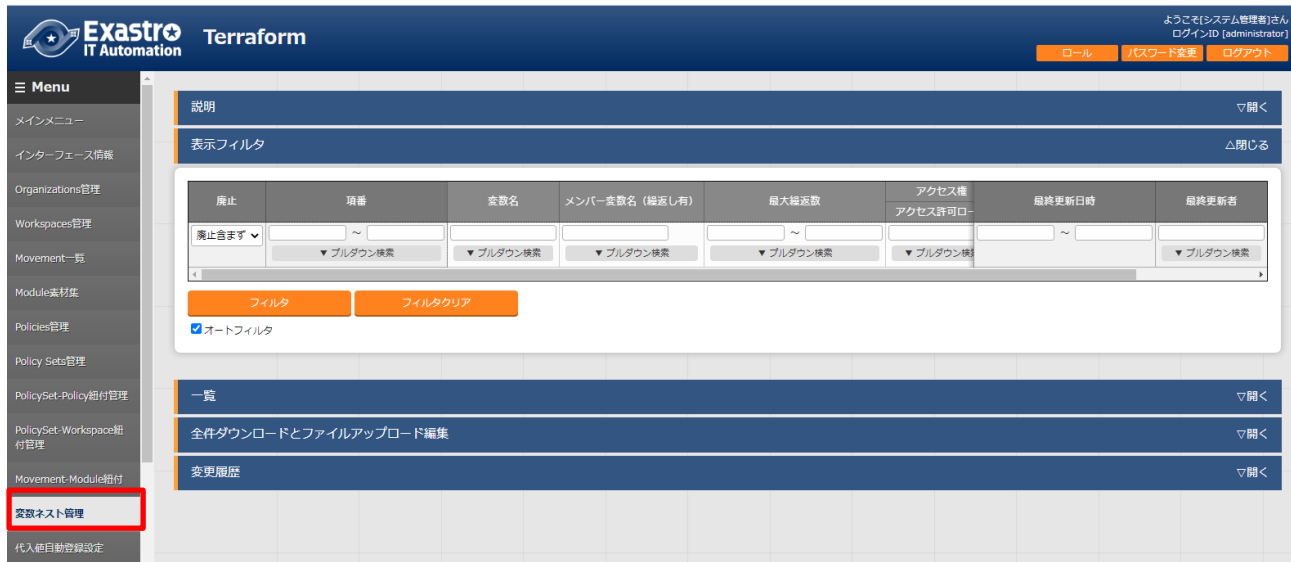 Exastro
IT Automation
Terraform
ようこそ[システム管理者]さん
ログインID [administrator]
ロール
パスワード変更
ログアウト
☰ Menu
メインメニュー
インターフェース情報
Organizations管理
Workspaces管理
Movement一覧
Module素材集
Policies管理
Policy Sets管理
PolicySet-Policy紐付管理
PolicySet-Workspace紐
付管理
Movement-Module紐付
変数ネスト管理
代入値自動登録設定
説明
▽開く
表示フィルタ
△閉じる
廃止
項番
変数名
メンバー変数名（繰返し有）
最大繰返数
アクセス権
アクセス許可ロー
最終更新日時
最終更新者
廃止含まず
～
～
～
▼ プルダウン検索
▼ プルダウン検索
▼ プルダウン検索
▼ プルダウン検索
▼ プルダウン検
▼ プルダウン検索
フィルタ
フィルタクリア
オートフィルタ
一覧
▽開く
全件ダウンロードとファイルアップロード編集
▽開く
変更履歴
▽開く